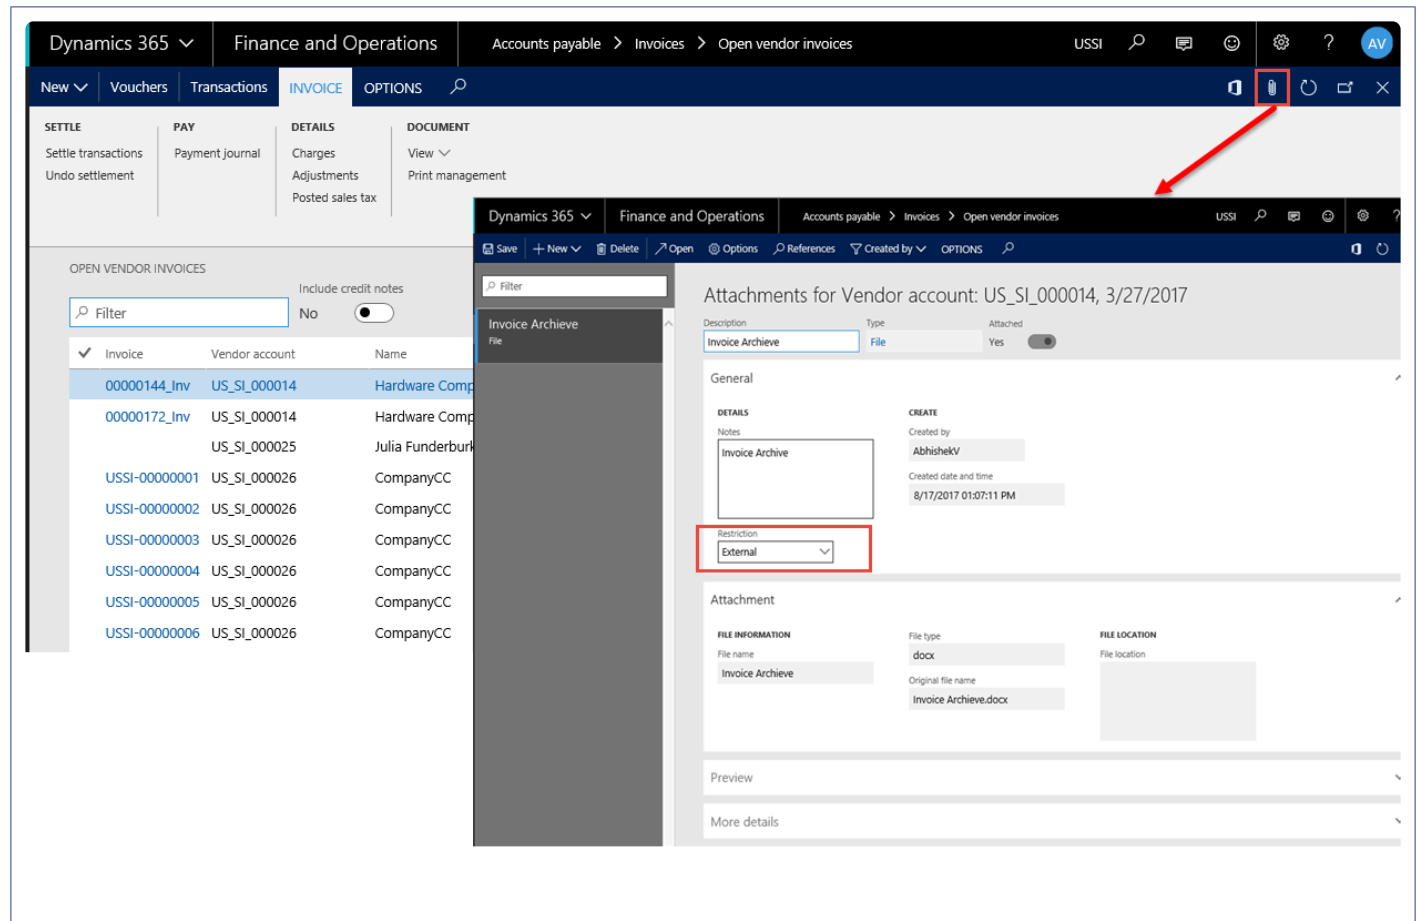 Dynamics 365 Finance and Operations Accounts payable > Invoices > Open vendor invoices USSI ? AV
New Vouchers Transactions INVOICE OPTIONS
SETTLE PAY DETAILS DOCUMENT
Settle transactions Payment journal Charges View
Undo settlement Adjustments Print management
Posted sales tax
OPEN VENDOR INVOICES
Include credit notes
Filter No
Invoice Vendor account Name
00000144_Inv US_SI_000014 Hardware Comp
00000172_Inv US_SI_000014 Hardware Comp
US_SI_000025 Julia Funderburk
USSI-00000001 US_SI_000026 CompanyCC
USSI-00000002 US_SI_000026 CompanyCC
USSI-00000003 US_SI_000026 CompanyCC
USSI-00000004 US_SI_000026 CompanyCC
USSI-00000005 US_SI_000026 CompanyCC
USSI-00000006 US_SI_000026 CompanyCC
Dynamics 365 Finance and Operations Accounts payable > Invoices > Open vendor invoices USSI ?
Save + New Delete Open Options References Created by OPTIONS
Filter
Invoice Archieve
File
Attachments for Vendor account: US_SI_000014, 3/27/2017
Description Type Attached
Invoice Archieve File Yes
General
DETAILS CREATE
Notes Created by
Invoice Archive AbhishekV
Created date and time
8/17/2017 01:07:11 PM
Restriction
External
Attachment
FILE INFORMATION File type FILE LOCATION
File name docx File location
Invoice Archieve Original file name
Invoice Archieve.docx
Preview
More details